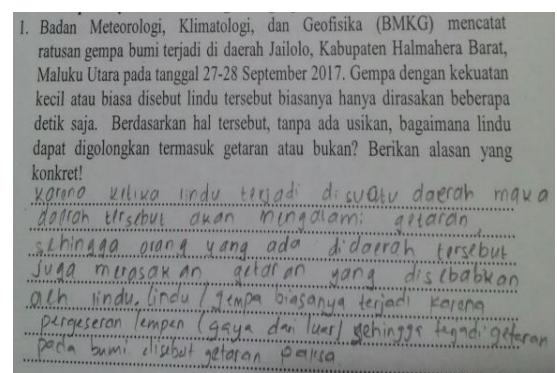 1. Badan Meteorologi, Klimatologi, dan Geofisika (BMKG) mencatat
ratusan gempa bumi terjadi di daerah Jailolo, Kabupaten Halmahera Barat,
Maluku Utara pada tanggal 27-28 September 2017. Gempa dengan kekuatan
kecil atau biasa disebut lindu tersebut biasanya hanya dirasakan beberapa
detik saja. Berdasarkan hal tersebut, tanpa ada usikan, bagaimana lindu
dapat digolongkan termasuk getaran atau bukan? Berikan alasan yang
konkret!
Karena ketika lindu terjadi disuatu daerah maka
daerah tersebut akan mengalami getaran,
sehingga orang yang ada didaerah tersebut
juga merasakan getaran yang disebabkan
oleh lindu. Lindu / gempa biasanya terjadi karena
pergeseran lempen (gaya dari luar) sehingga terjadi getaran
pada bumi disebut getaran paksa